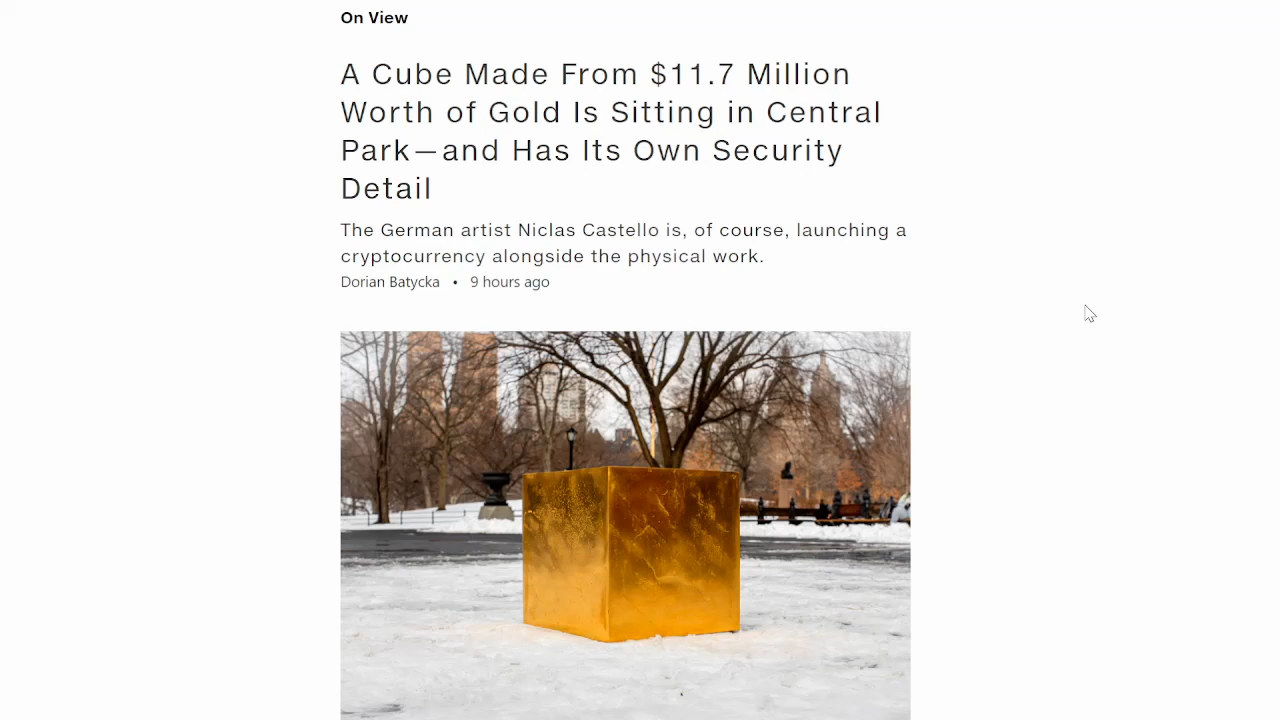 On View
A Cube Made From $11.7 Million
Worth of Gold Is Sitting in Central
Park—and Has Its Own Security
Detail
The German artist Niclas Castello is, of course, launching a
cryptocurrency alongside the physical work.
Dorian Batycka • 9 hours ago